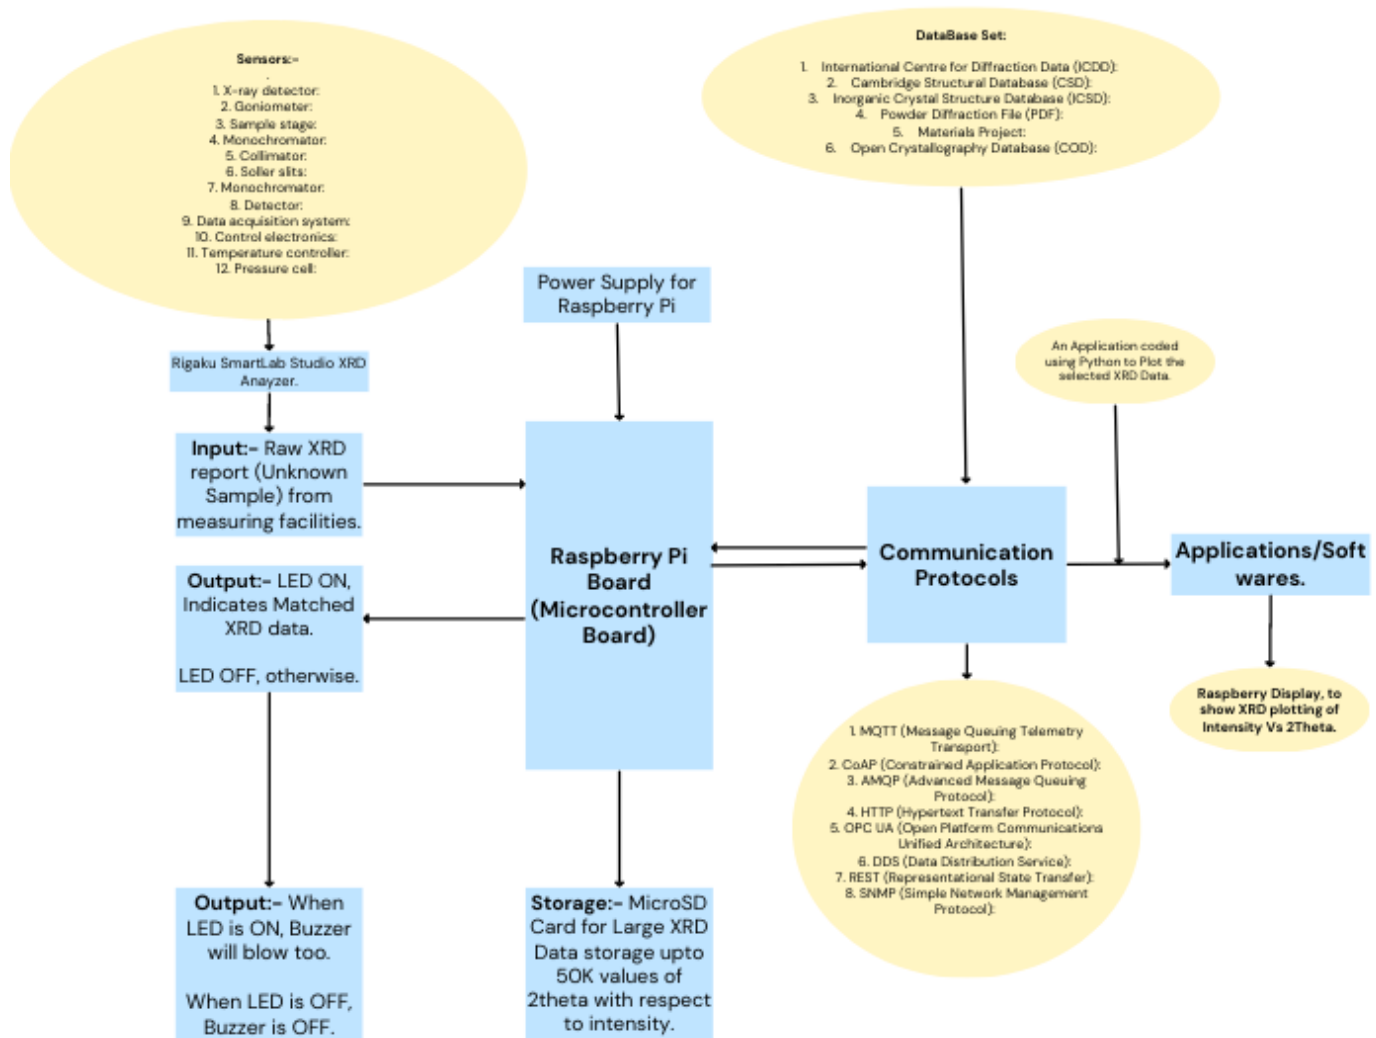 Sensors:-
.
1. X-ray detector:
2. Goniometer:
3. Sample stage:
4. Monochromator:
5. Collimator:
6. Soller slits:
7. Monochromator:
8. Detector:
9. Data acquisition system:
10. Control electronics:
11. Temperature controller:
12. Pressure cell:
DataBase Set:
1. International Centre for Diffraction Data (ICDD):
2. Cambridge Structural Database (CSD):
3. Inorganic Crystal Structure Database (ICSD):
4. Powder Diffraction File (PDF):
5. Materials Project:
6. Open Crystallography Database (COD):
Power Supply for
Raspberry Pi
An Application coded
using Python to Plot the
selected XRD Data.
Rigaku SmartLab Studio XRD
Anayzer.
Input:- Raw XRD
report (Unknown
Sample) from
measuring facilities.
Raspberry Pi
Board
(Microcontroller
Board)
Communication
Protocols
Applications/Soft
wares.
Output:- LED ON,
Indicates Matched
XRD data.
LED OFF, otherwise.
Raspberry Display, to
show XRD plotting of
Intensity Vs 2Theta.
1. MQTT (Message Queuing Telemetry
Transport):
2. CoAP (Constrained Application Protocol):
3. AMQP (Advanced Message Queuing
Protocol):
4. HTTP (Hypertext Transfer Protocol):
5. OPC UA (Open Platform Communications
Unified Architecture):
6. DDS (Data Distribution Service):
7. REST (Representational State Transfer):
8. SNMP (Simple Network Management
Protocol):
Output:- When
LED is ON, Buzzer
will blow too.
When LED is OFF,
Buzzer is OFF.
Storage:- MicroSD
Card for Large XRD
Data storage upto
50K values of
2theta with respect
to intensity.